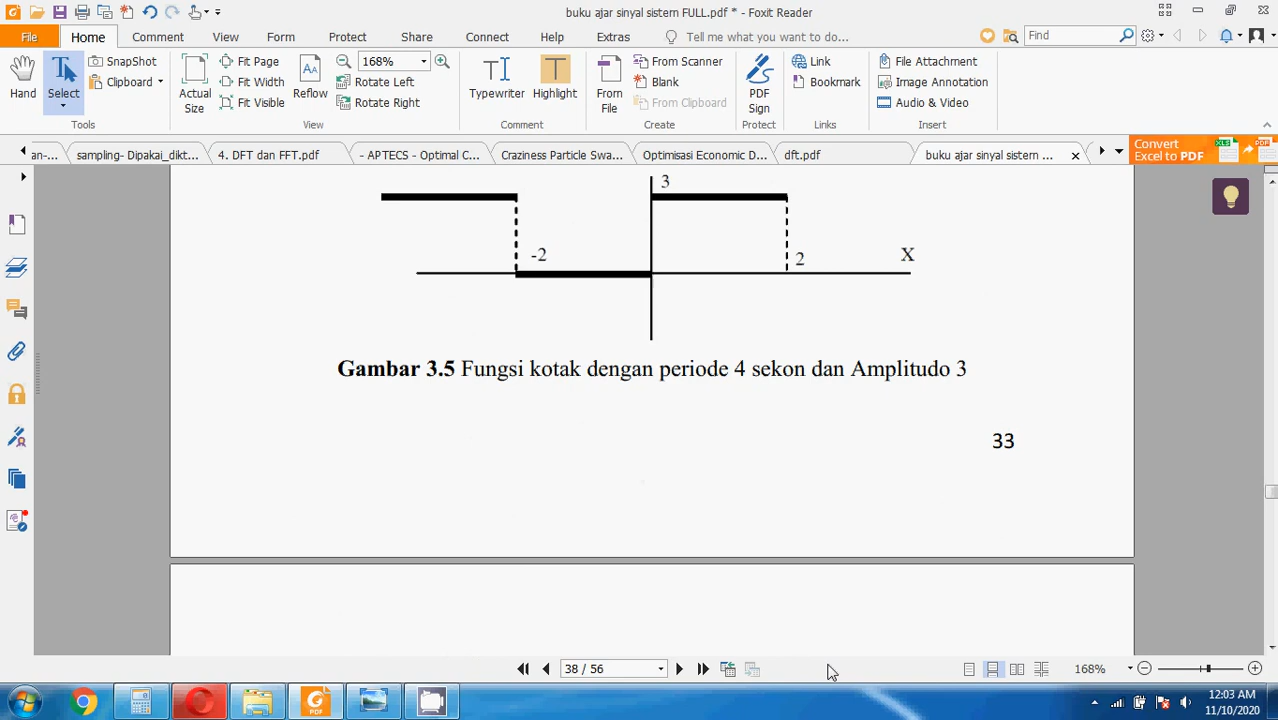 buku ajar sinyal sistern FULL.pdf * - Foxit Reader
File Home Comment View Form Protect Share Connect Help Extras Tell me what you want to do... Find
Hand Select SnapShot Clipboard
Actual Size Fit Page Fit Width Fit Visible Reflow 168% Rotate Left Rotate Right
Typewriter Highlight
From File From Scanner Blank From Clipboard
PDF Sign
Link Bookmark
File Attachment Image Annotation Audio & Video
Tools View Comment Create Protect Links Insert
an-... sampling- Dipakai_dikt... 4. DFT dan FFT.pdf - APTECS - Optimal C... Craziness Particle Swa... Optimisasi Economic D... dft.pdf buku ajar sinyal sistern ...
Convert
Excel to PDF
3
-2 2 X
Gambar 3.5 Fungsi kotak dengan periode 4 sekon dan Amplitudo 3
33
38 / 56 168%
12:03 AM
11/10/2020